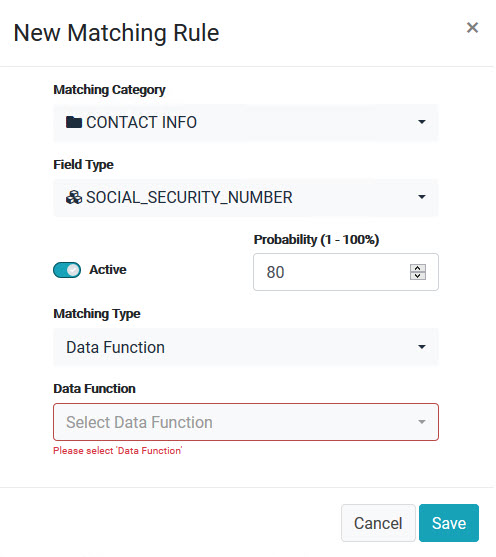 New Matching Rule
×
Matching Category
CONTACT INFO
Field Type
SOCIAL_SECURITY_NUMBER
Probability (1 - 100%)
Active
80
Matching Type
Data Function
Data Function
Select Data Function
Please select 'Data Function'
Cancel Save